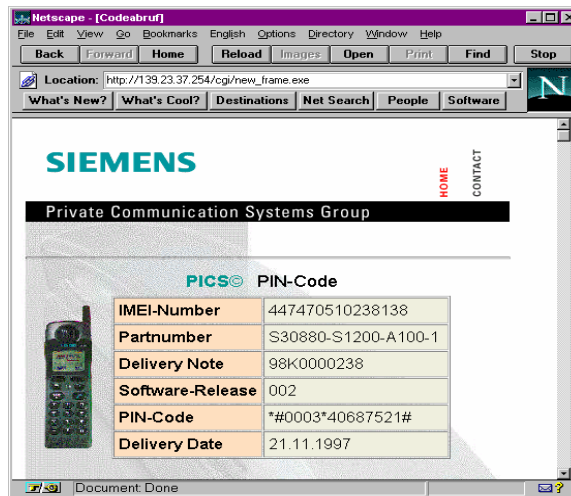 Netscape - [Codeabruf]
File Edit View Go Bookmarks English Options Directory Window Help
Back Forward Home Reload Images Open Print Find Stop
Location: http://139.23.37.254/cgi/new_frame.exe
What's New? What's Cool? Destinations Net Search People Software
N
SIEMENS
HOME
CONTACT
Private Communication Systems Group
PICS© PIN-Code
IMEI-Number 447470510238138
Partnumber S30880-S1200-A100-1
Delivery Note 98K0000238
Software-Release 002
PIN-Code *#0003*40687521#
Delivery Date 21.11.1997
Document: Done